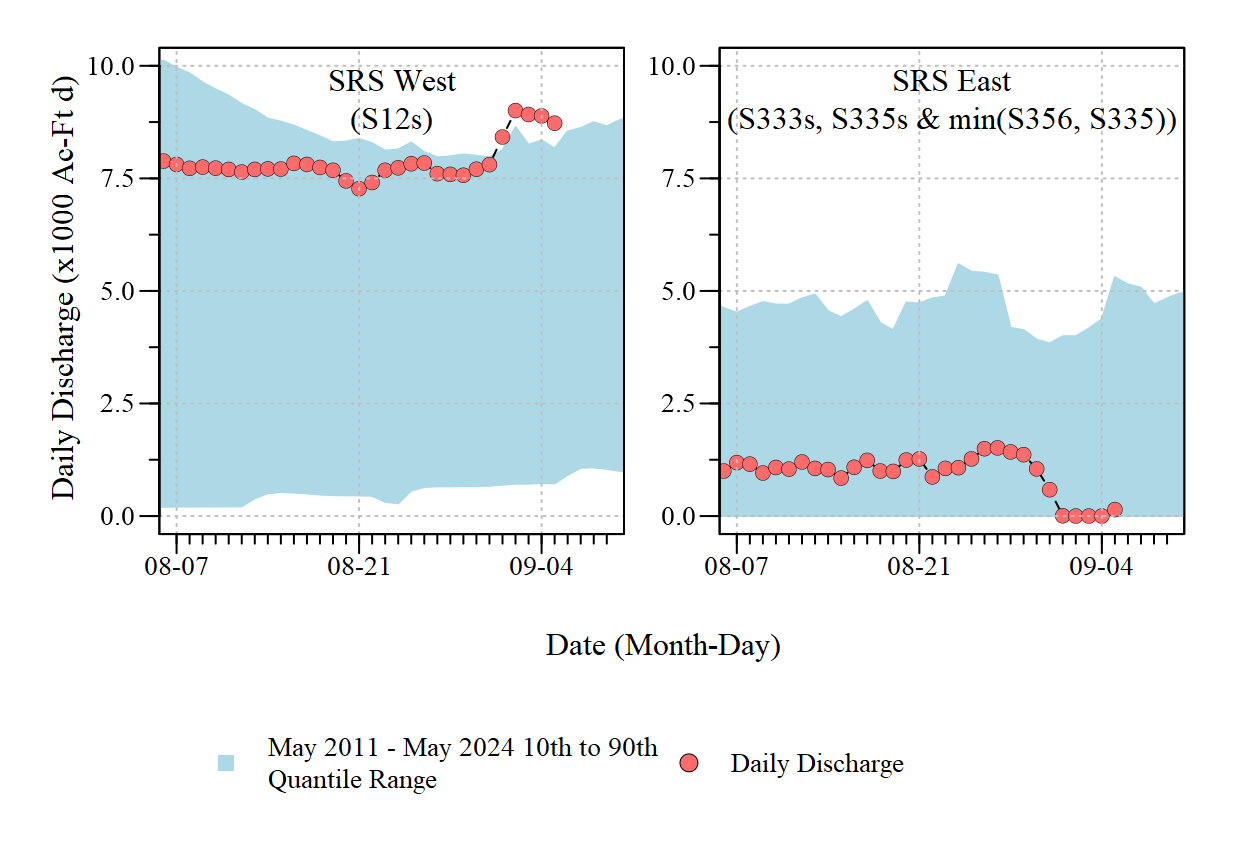 SRS West
(S12s)
SRS East
(S333s, S335s & min(S356, S335))
Daily Discharge (x1000 Ac-Ft d)
10.0
7.5
5.0
2.5
0.0
10.0
7.5
5.0
2.5
0.0
08-07
08-21
09-04
08-07
08-21
09-04
Date (Month-Day)
May 2011 - May 2024 10th to 90th
Quantile Range
Daily Discharge